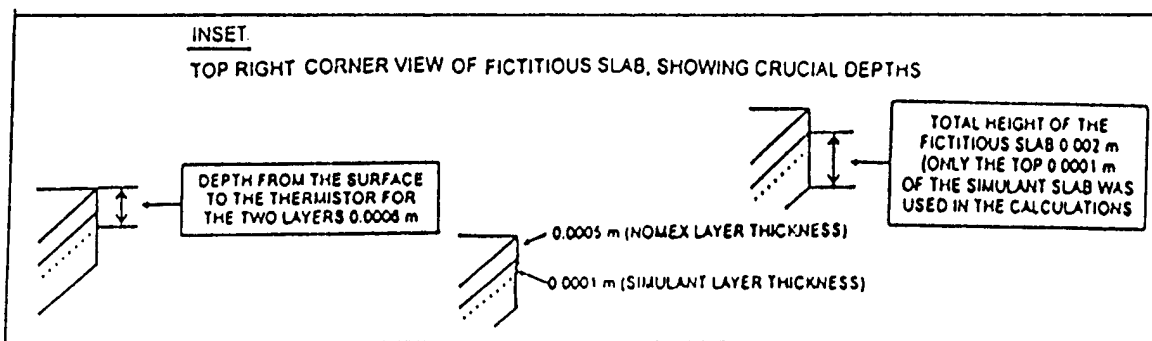 INSET.
TOP RIGHT CORNER VIEW OF FICTITIOUS SLAB, SHOWING CRUCIAL DEPTHS
DEPTH FROM THE SURFACE
TO THE THERMISTOR FOR
THE TWO LAYERS 0.0006 m
0.0005 m (NOMEX LAYER THICKNESS)
0.0001 m (SIMULANT LAYER THICKNESS)
TOTAL HEIGHT OF THE
FICTITIOUS SLAB 0.002 m
(ONLY THE TOP 0.0001 m
OF THE SIMULANT SLAB WAS
USED IN THE CALCULATIONS